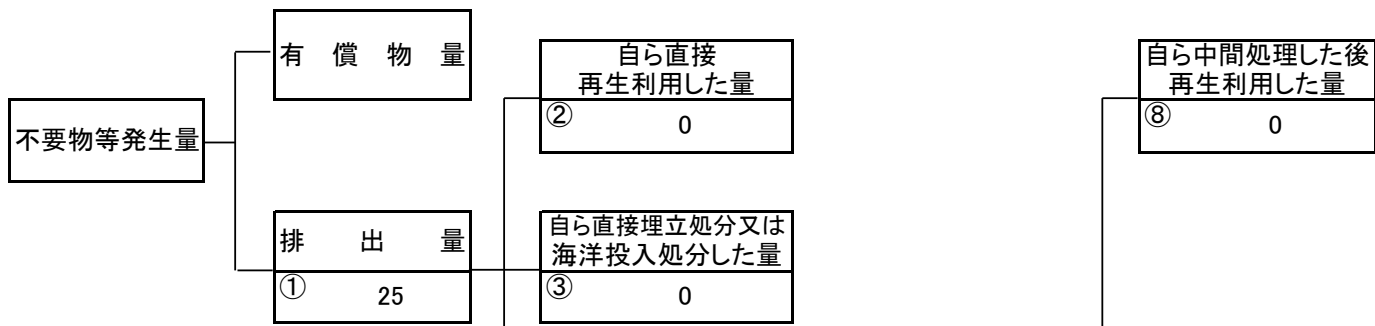 有償物量
自ら直接
再生利用した量
② 0
自ら中間処理した後
再生利用した量
⑧ 0
不要物等発生量
排出量
① 25
自ら直接埋立処分又は
海洋投入処分した量
③ 0